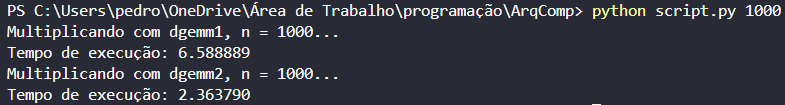 PS C:\Users\pedro\OneDrive\Área de Trabalho\programação\ArqComp> python script.py 1000
Multiplicando com dgemm1, n = 1000...
Tempo de execução: 6.588889
Multiplicando com dgemm2, n = 1000...
Tempo de execução: 2.363790